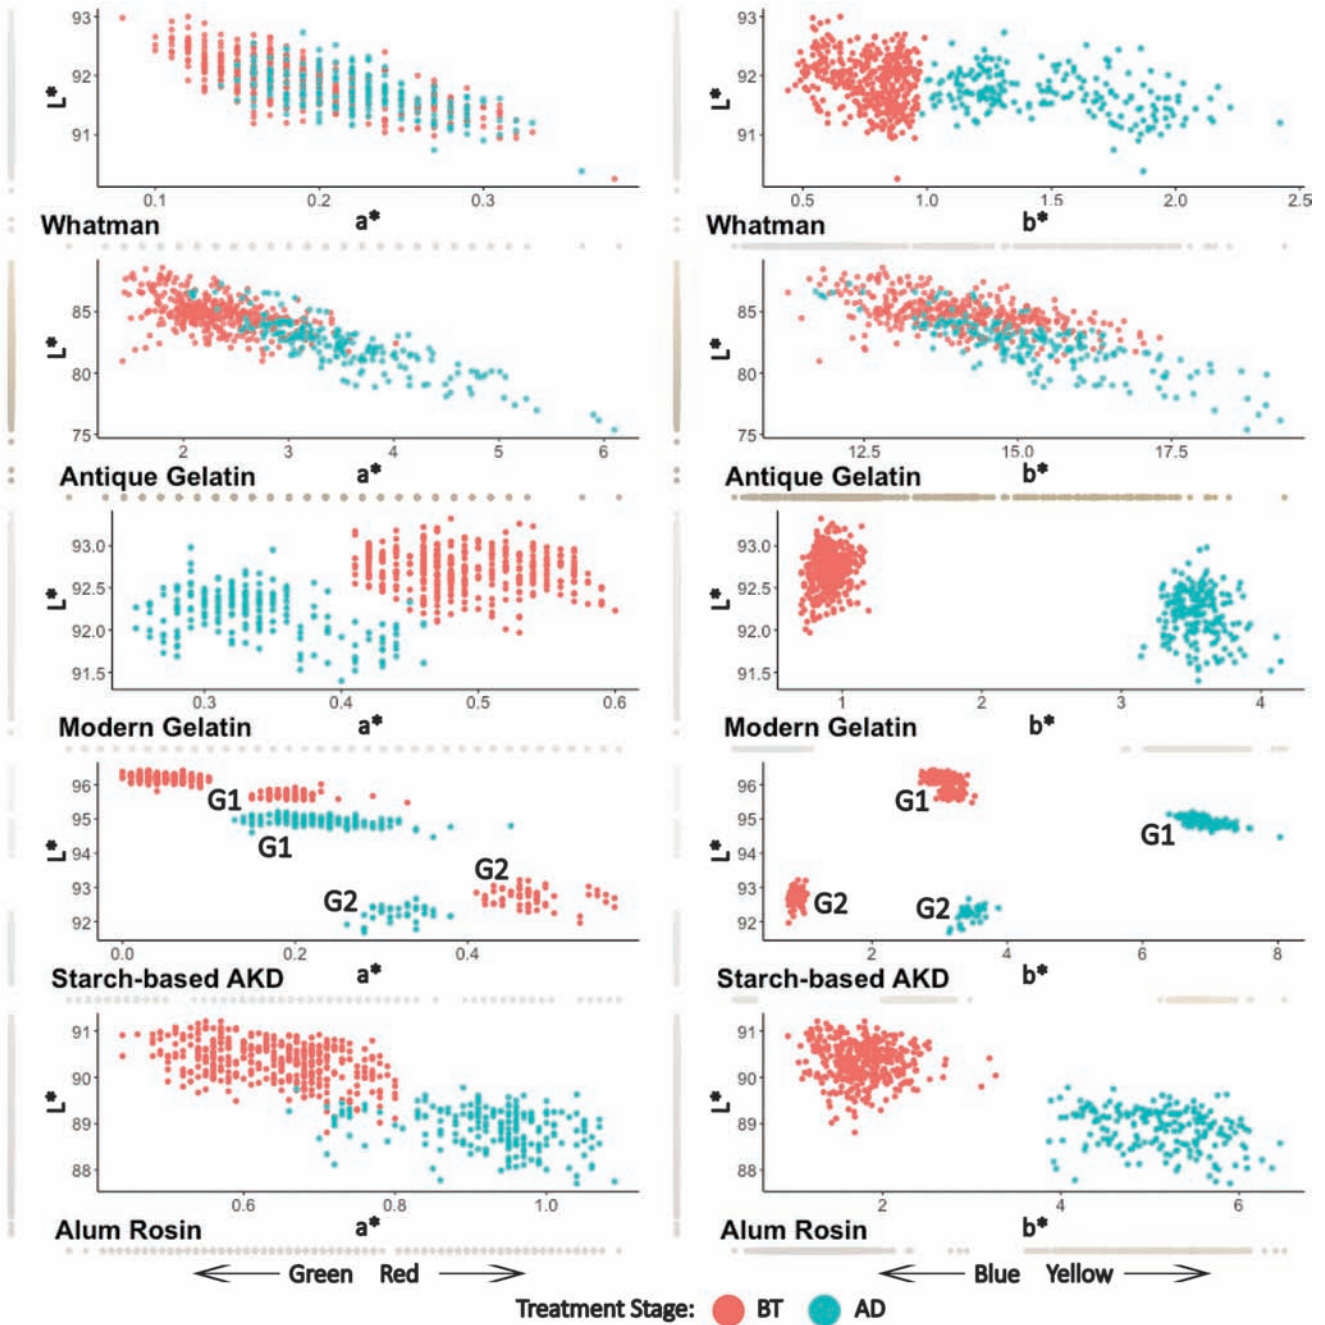 93
92
91
L*
0.1 0.2 0.3
Whatman a*
93
92
91
L*
0.5 1.0 1.5 2.0 2.5
Whatman b*
85
80
75
L*
2 3 4 5 6
Antique Gelatin a*
85
80
75
L*
12.5 15.0 17.5
Antique Gelatin b*
93.0
92.5
92.0
91.5
L*
0.3 0.4 0.5 0.6
Modern Gelatin a*
93.0
92.5
92.0
91.5
L*
1 2 3 4
Modern Gelatin b*
96
95
94
93
92
L*
G1
G1
G2
G2
0.0 0.2 0.4
Starch-based AKD a*
96
95
94
93
92
L*
G1
G1
G2 G2
2 4 6 8
Starch-based AKD b*
91
90
89
88
L*
0.6 0.8 1.0
Alum Rosin a*
91
90
89
88
L*
2 4 6
Alum Rosin b*
Green Red
Blue Yellow
Treatment Stage: BT AD